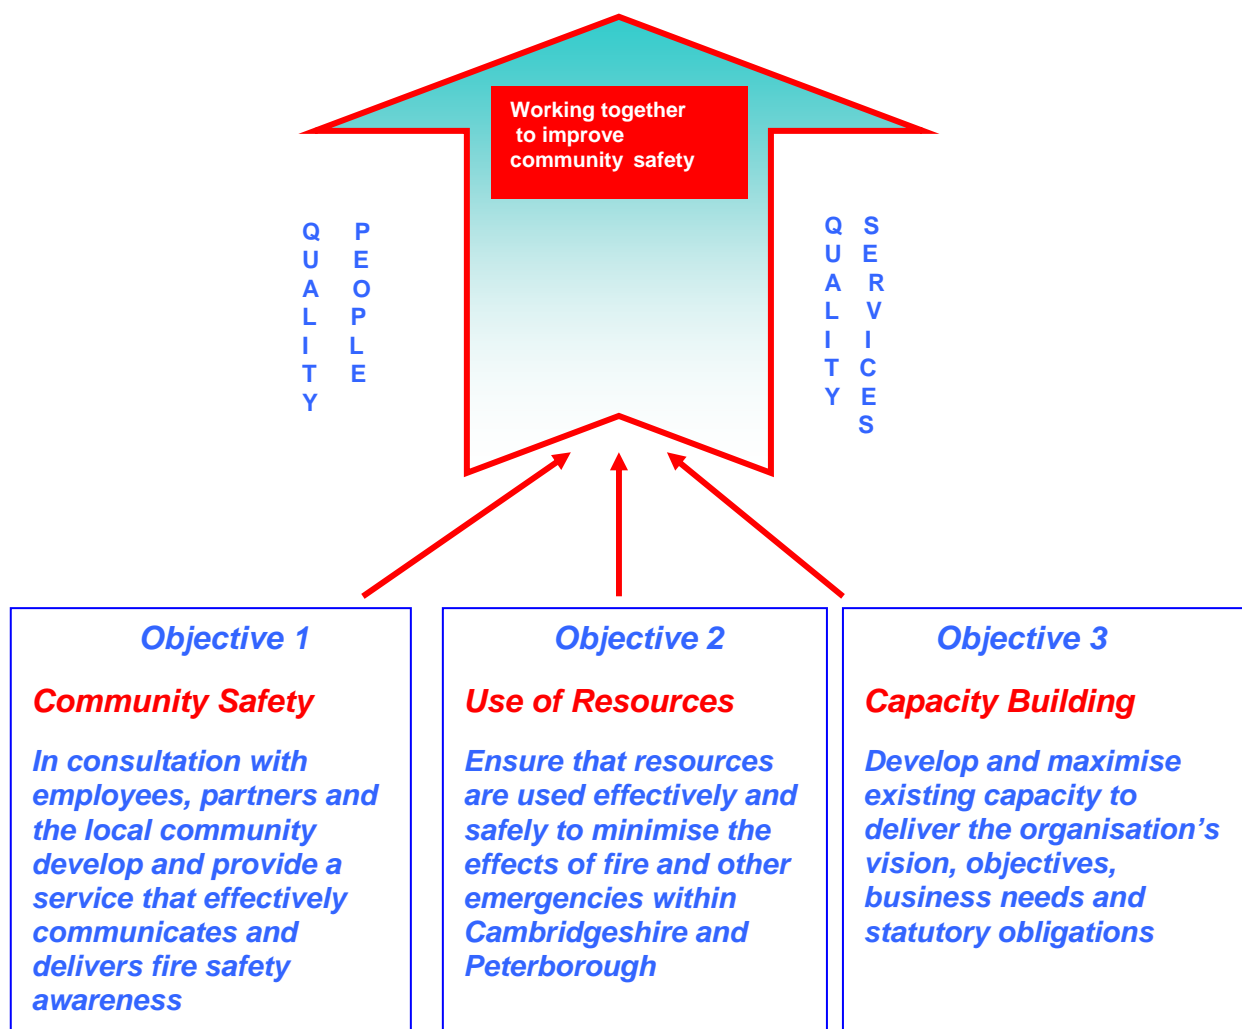 Working together
to improve
community safety
QUALITY
PEOPLE
QUALITY
SERVICES
Objective 1
Community Safety
In consultation with
employees, partners and
the local community
develop and provide a
service that effectively
communicates and
delivers fire safety
awareness
Objective 2
Use of Resources
Ensure that resources
are used effectively and
safely to minimise the
effects of fire and other
emergencies within
Cambridgeshire and
Peterborough
Objective 3
Capacity Building
Develop and maximise
existing capacity to
deliver the organisation’s
vision, objectives,
business needs and
statutory obligations